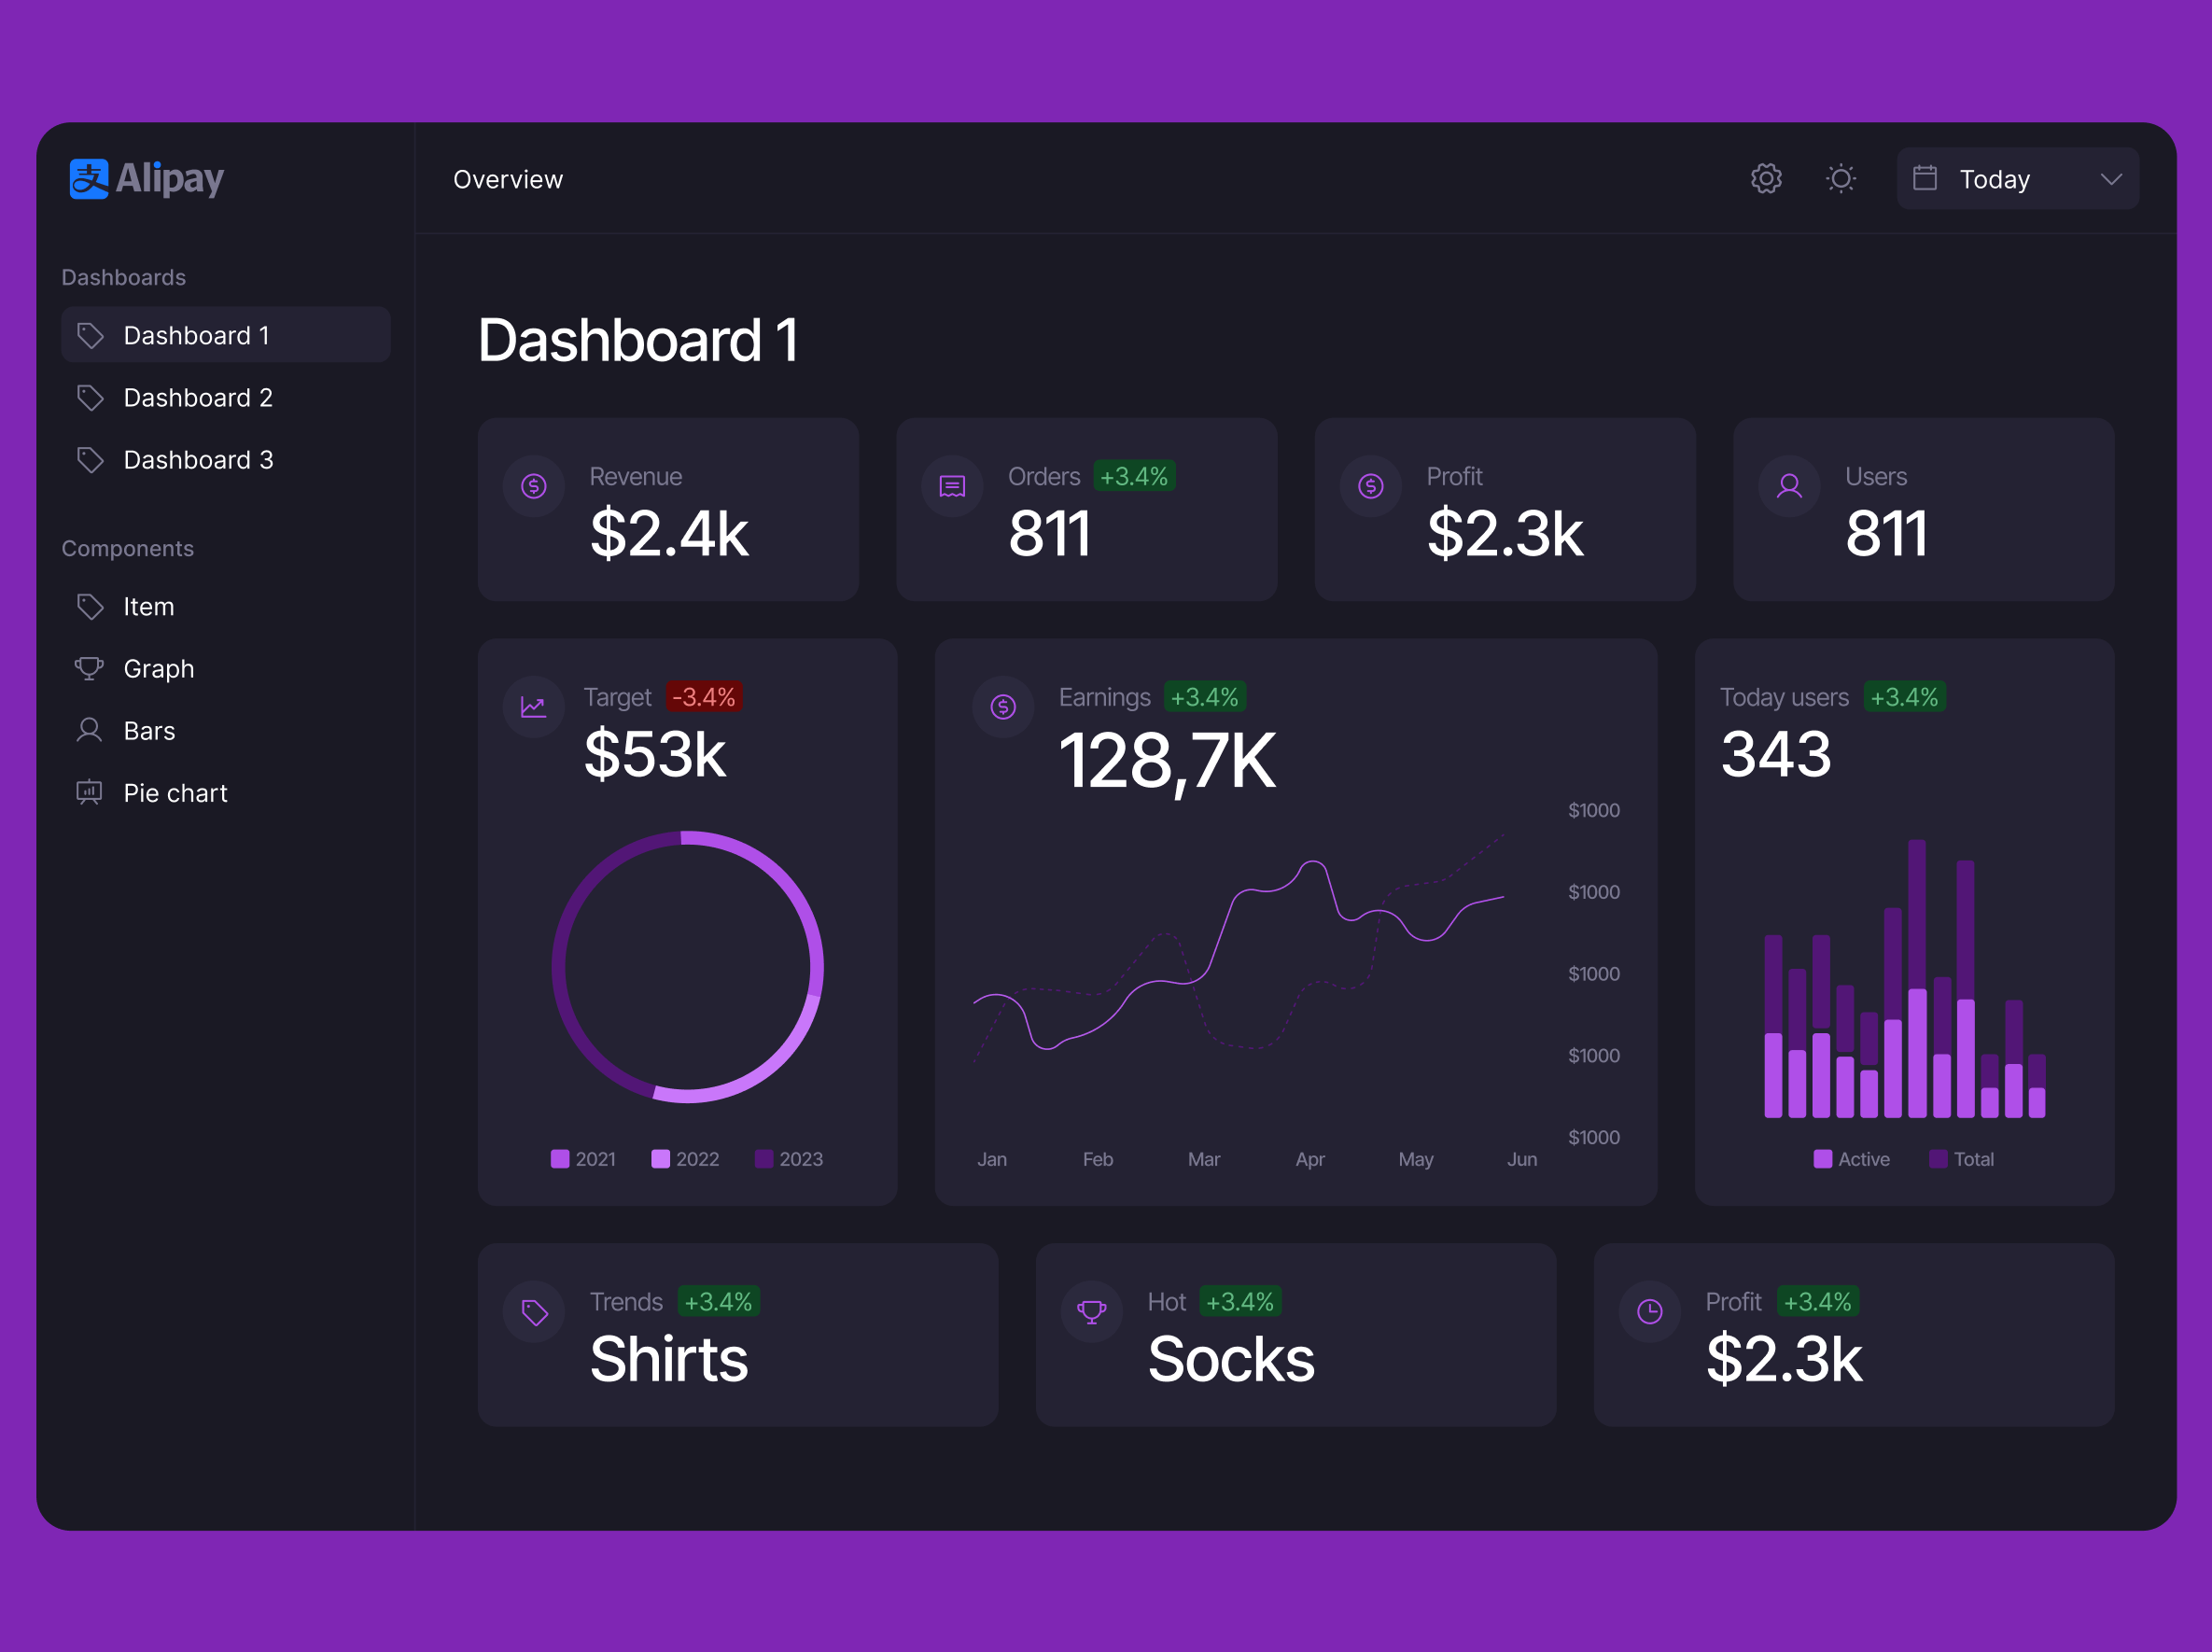 支 Alipay
Overview
Today
Dashboards
Dashboard 1
Dashboard 2
Dashboard 3
Components
Item
Graph
Bars
Pie chart
Dashboard 1
Revenue
$2.4k
Orders +3.4%
811
Profit
$2.3k
Users
811
Target -3.4%
$53k
2021 2022 2023
Earnings +3.4%
128,7K
$1000
$1000
$1000
$1000
$1000
Jan Feb Mar Apr May Jun
Today users +3.4%
343
Active Total
Trends +3.4%
Shirts
Hot +3.4%
Socks
Profit +3.4%
$2.3k